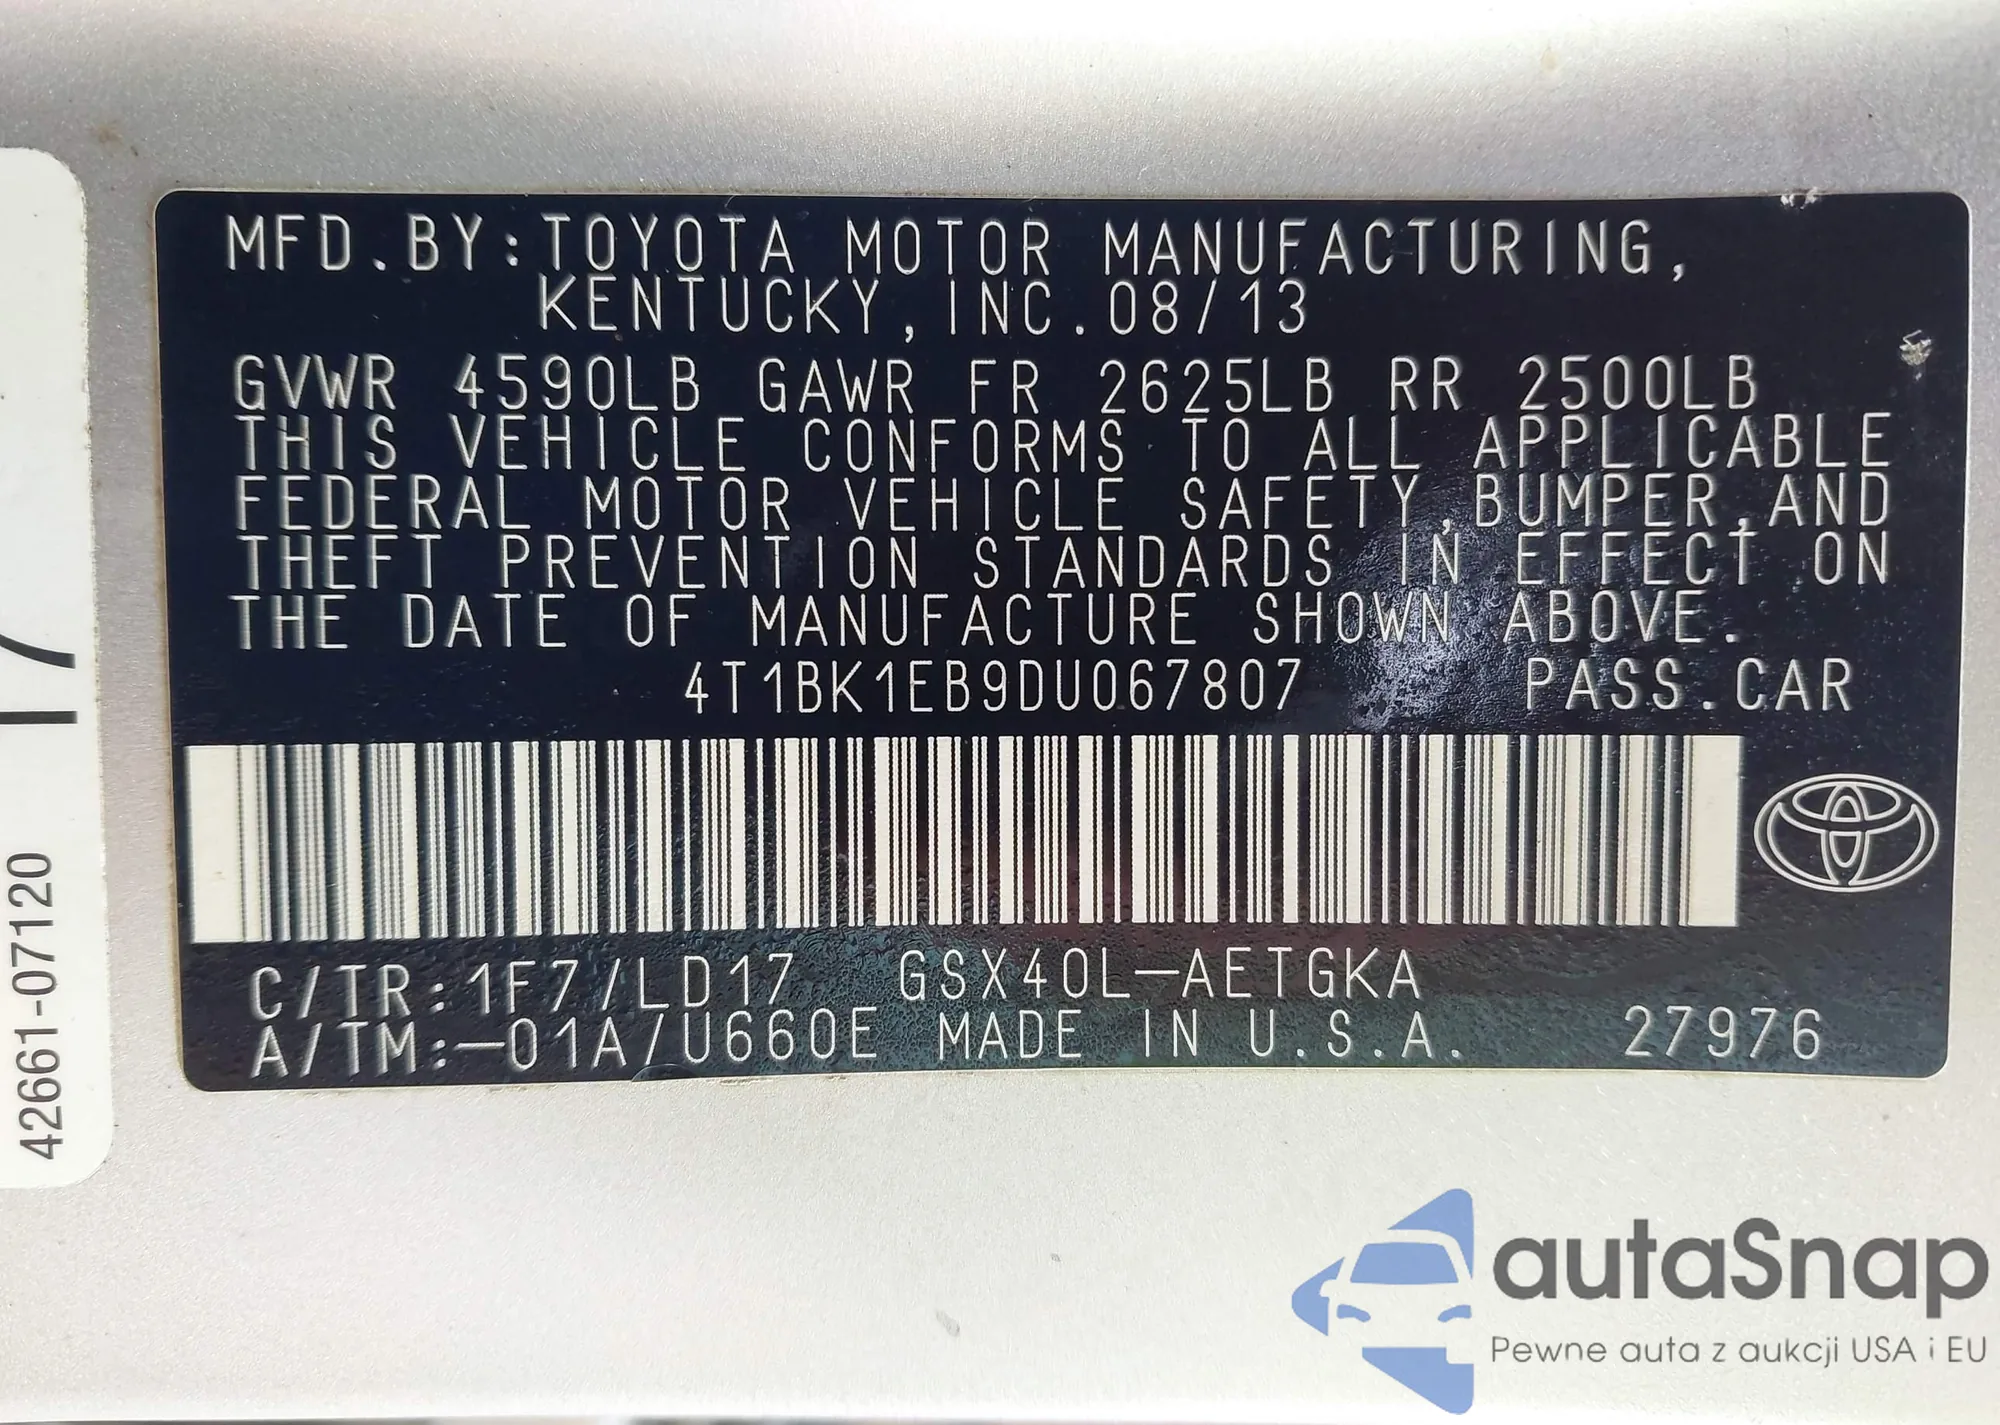 MFD.BY:TOYOTA MOTOR MANUFACTURING,
KENTUCKY,INC.08/13
GVWR 4590LB GAWR FR 2625LB RR 2500LB
THIS VEHICLE CONFORMS TO ALL APPLICABLE
FEDERAL MOTOR VEHICLE SAFETY,BUMPER,AND
THEFT PREVENTION STANDARDS IN EFFECT ON
THE DATE OF MANUFACTURE SHOWN ABOVE.
4T1BK1EB9DU067807 PASS.CAR
C/TR:1F7/LD17 GSX40L-AETGKA
A/TM:-01A/U660E MADE IN U.S.A. 27976
42661-07120
17
autaSnap
Pewne auta z aukcji USA i EU